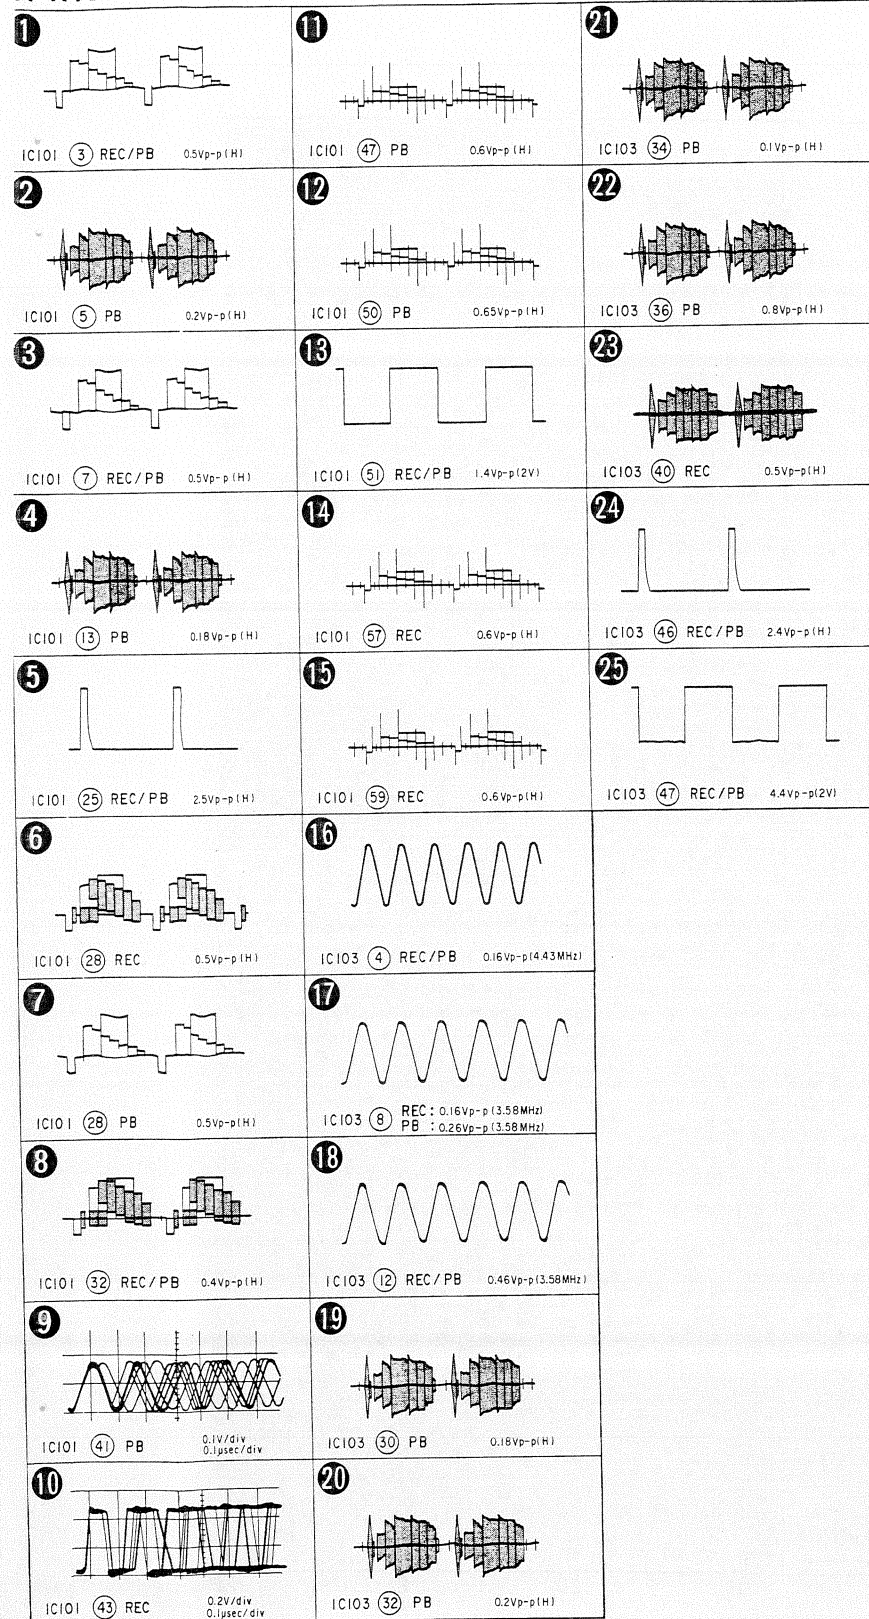 1
IC101 3 REC/PB 0.5Vp-p(H)
2
IC101 5 PB 0.2Vp-p(H)
3
IC101 7 REC/PB 0.5Vp-p(H)
4
IC101 13 PB 0.18Vp-p(H)
5
IC101 25 REC/PB 2.5Vp-p(H)
6
IC101 28 REC 0.5Vp-p(H)
7
IC101 28 PB 0.5Vp-p(H)
8
IC101 32 REC/PB 0.4Vp-p(H)
9
IC101 41 PB 0.1V/div
0.1μsec/div
10
IC101 43 REC 0.2V/div
0.1μsec/div
11
IC101 47 PB 0.6Vp-p(H)
12
IC101 50 PB 0.65Vp-p(H)
13
IC101 51 REC/PB 1.4Vp-p(2V)
14
IC101 57 REC 0.6Vp-p(H)
15
IC101 59 REC 0.6Vp-p(H)
16
IC103 4 REC/PB 0.16Vp-p(4.43MHz)
17
IC103 8 REC: 0.16Vp-p(3.58MHz)
PB : 0.26Vp-p(3.58MHz)
18
IC103 12 REC/PB 0.46Vp-p(3.58MHz)
19
IC103 30 PB 0.18Vp-p(H)
20
IC103 32 PB 0.2Vp-p(H)
21
IC103 34 PB 0.1Vp-p(H)
22
IC103 36 PB 0.8Vp-p(H)
23
IC103 40 REC 0.5Vp-p(H)
24
IC103 46 REC/PB 2.4Vp-p(H)
25
IC103 47 REC/PB 4.4Vp-p(2V)